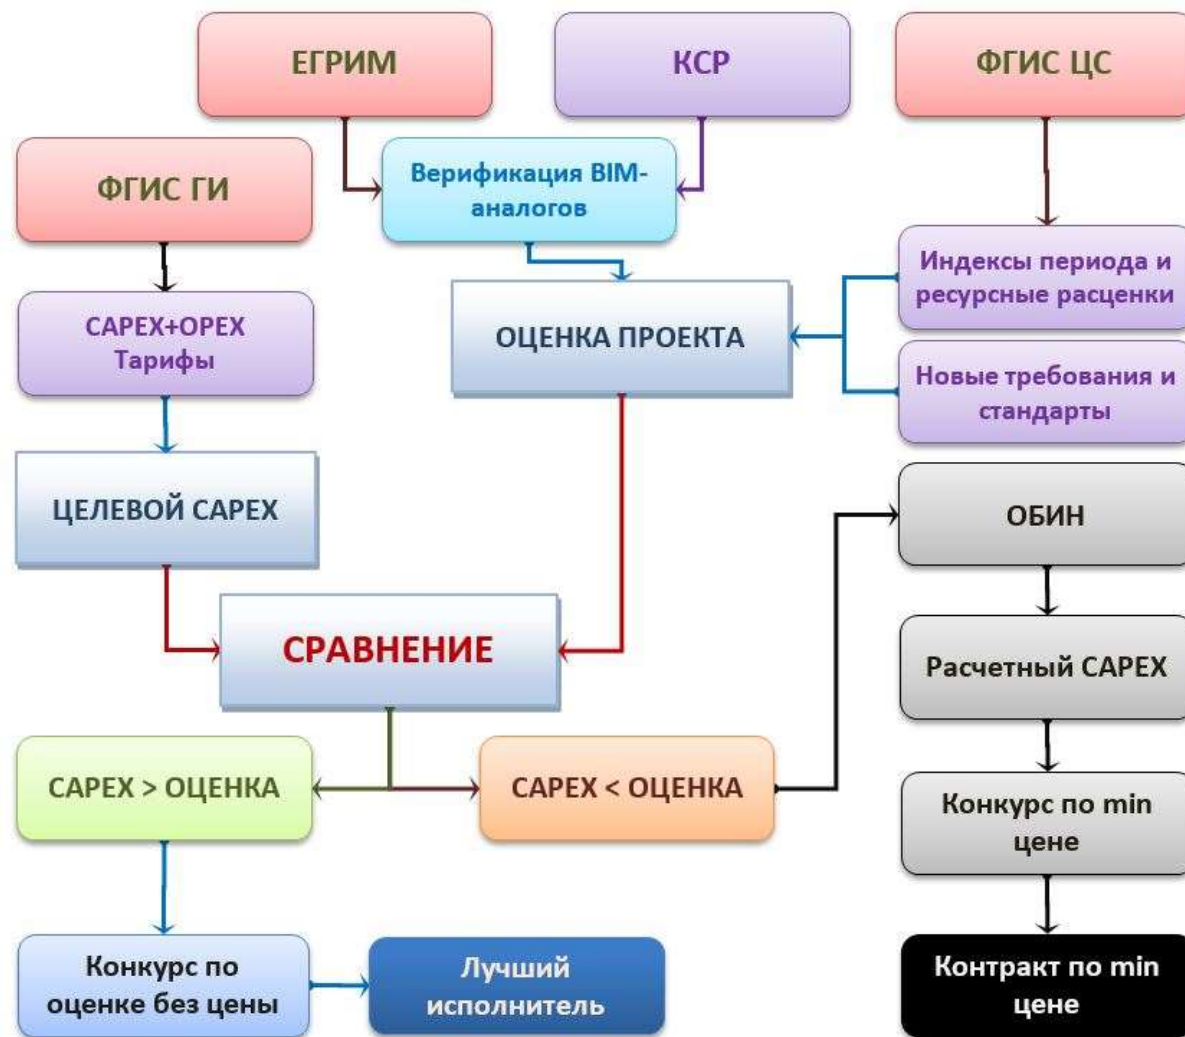 ЕГРИМ
КСР
ФГИС ЦС
ФГИС ГИ
Верификация BIM-
аналогов
Индексы периода и
ресурсные расценки
CAPEX+OPEX
Тарифы
ОЦЕНКА ПРОЕКТА
Новые требования и
стандарты
ЦЕЛЕВОЙ CAPEX
ОБИН
СРАВНЕНИЕ
Расчетный CAPEX
CAPEX > ОЦЕНКА
CAPEX < ОЦЕНКА
Конкурс по min
цене
Конкурс по
оценке без цены
Лучший
исполнитель
Контракт по min
цене